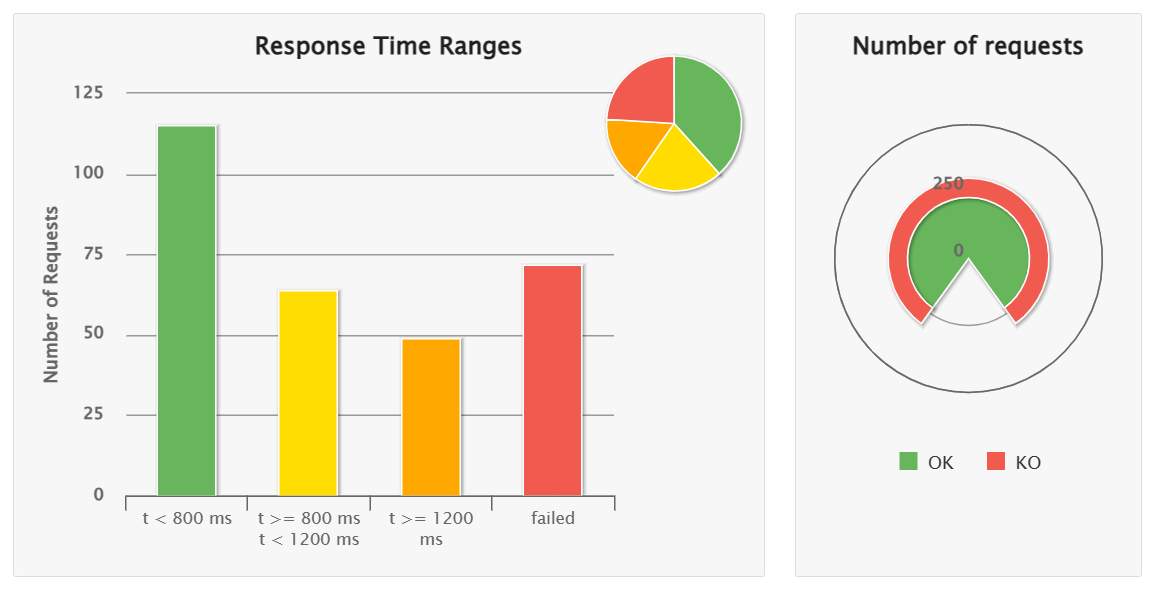 Response Time Ranges
Number of Requests
125
100
75
50
25
0
t < 800 ms
t >= 800 ms
t < 1200 ms
t >= 1200
ms
failed
Number of requests
250
0
OK
KO